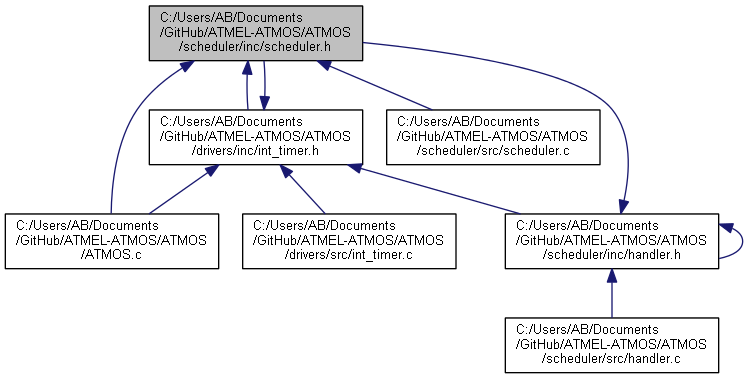 C:/Users/AB/Documents
/GitHub/ATMEL-ATMOS/ATMOS
/scheduler/inc/scheduler.h
C:/Users/AB/Documents
/GitHub/ATMEL-ATMOS/ATMOS
/drivers/inc/int_timer.h
C:/Users/AB/Documents
/GitHub/ATMEL-ATMOS/ATMOS
/scheduler/src/scheduler.c
C:/Users/AB/Documents
/GitHub/ATMEL-ATMOS/ATMOS
/ATMOS.c
C:/Users/AB/Documents
/GitHub/ATMEL-ATMOS/ATMOS
/drivers/src/int_timer.c
C:/Users/AB/Documents
/GitHub/ATMEL-ATMOS/ATMOS
/scheduler/inc/handler.h
C:/Users/AB/Documents
/GitHub/ATMEL-ATMOS/ATMOS
/scheduler/src/handler.c